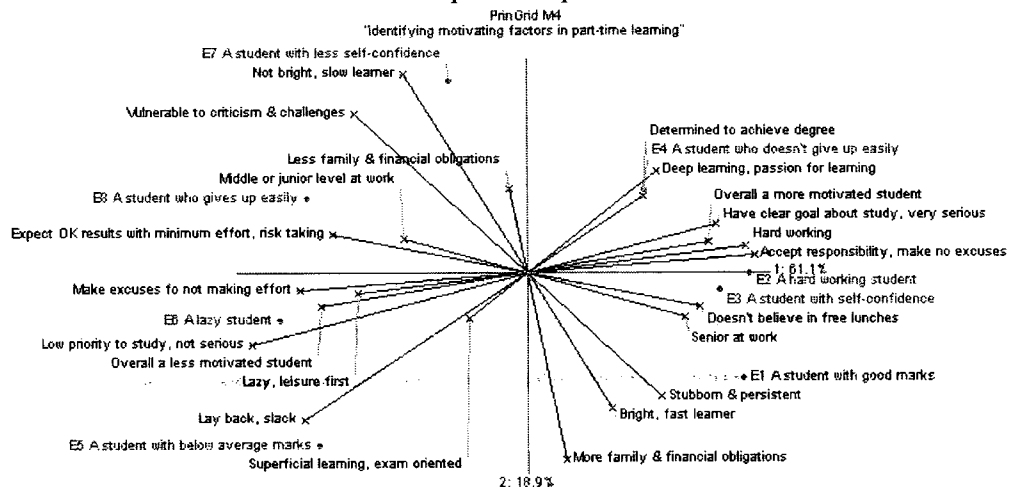 PrinGrid M4
"Identifying motivating factors in part-time learning"
E7 A student with less self-confidence
Not bright, slow learner
Vulnerable to criticism & challenges
Determined to achieve degree
E4 A student who doesn't give up easily
Less family & financial obligations
Deep learning, passion for learning
Middle or junior level at work
E8 A student who gives up easily
Overall a more motivated student
Have clear goal about study, very serious
Expect OK results with minimum effort, risk taking
Hard working
Accept responsibility, make no excuses
1: 61.1%
E2 A hard working student
Make excuses fo not making effort
E3 A student with self-confidence
E6 A lazy student
Doesn't believe in free lunches
Low priority to study, not serious
Senior at work
Overall a less motivated student
Lazy, leisure first
E1 A student with good marks
Stubborn & persistent
Lay back, slack
Bright, fast learner
E5 A student with below average marks
Superficial learning, exam oriented
More family & financial obligations
2: 18.9%